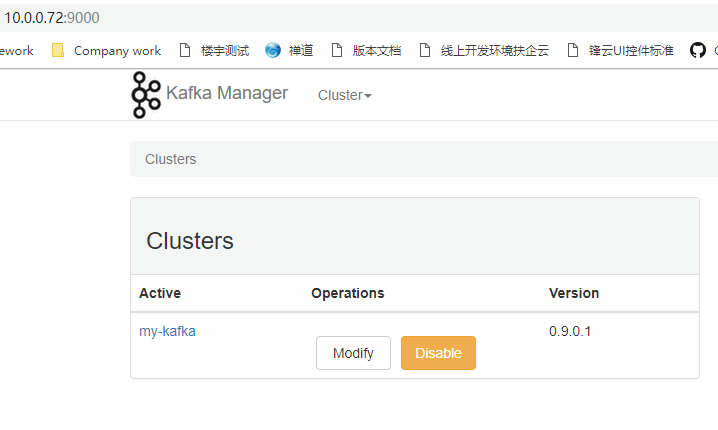 10.0.0.72:9000
ework Company work 楼宇测试 禅道 版本文档 线上开发环境扶企云 锋云UI控件标准
Kafka Manager Cluster
Clusters
Clusters
Active Operations Version
my-kafka 0.9.0.1
Modify Disable